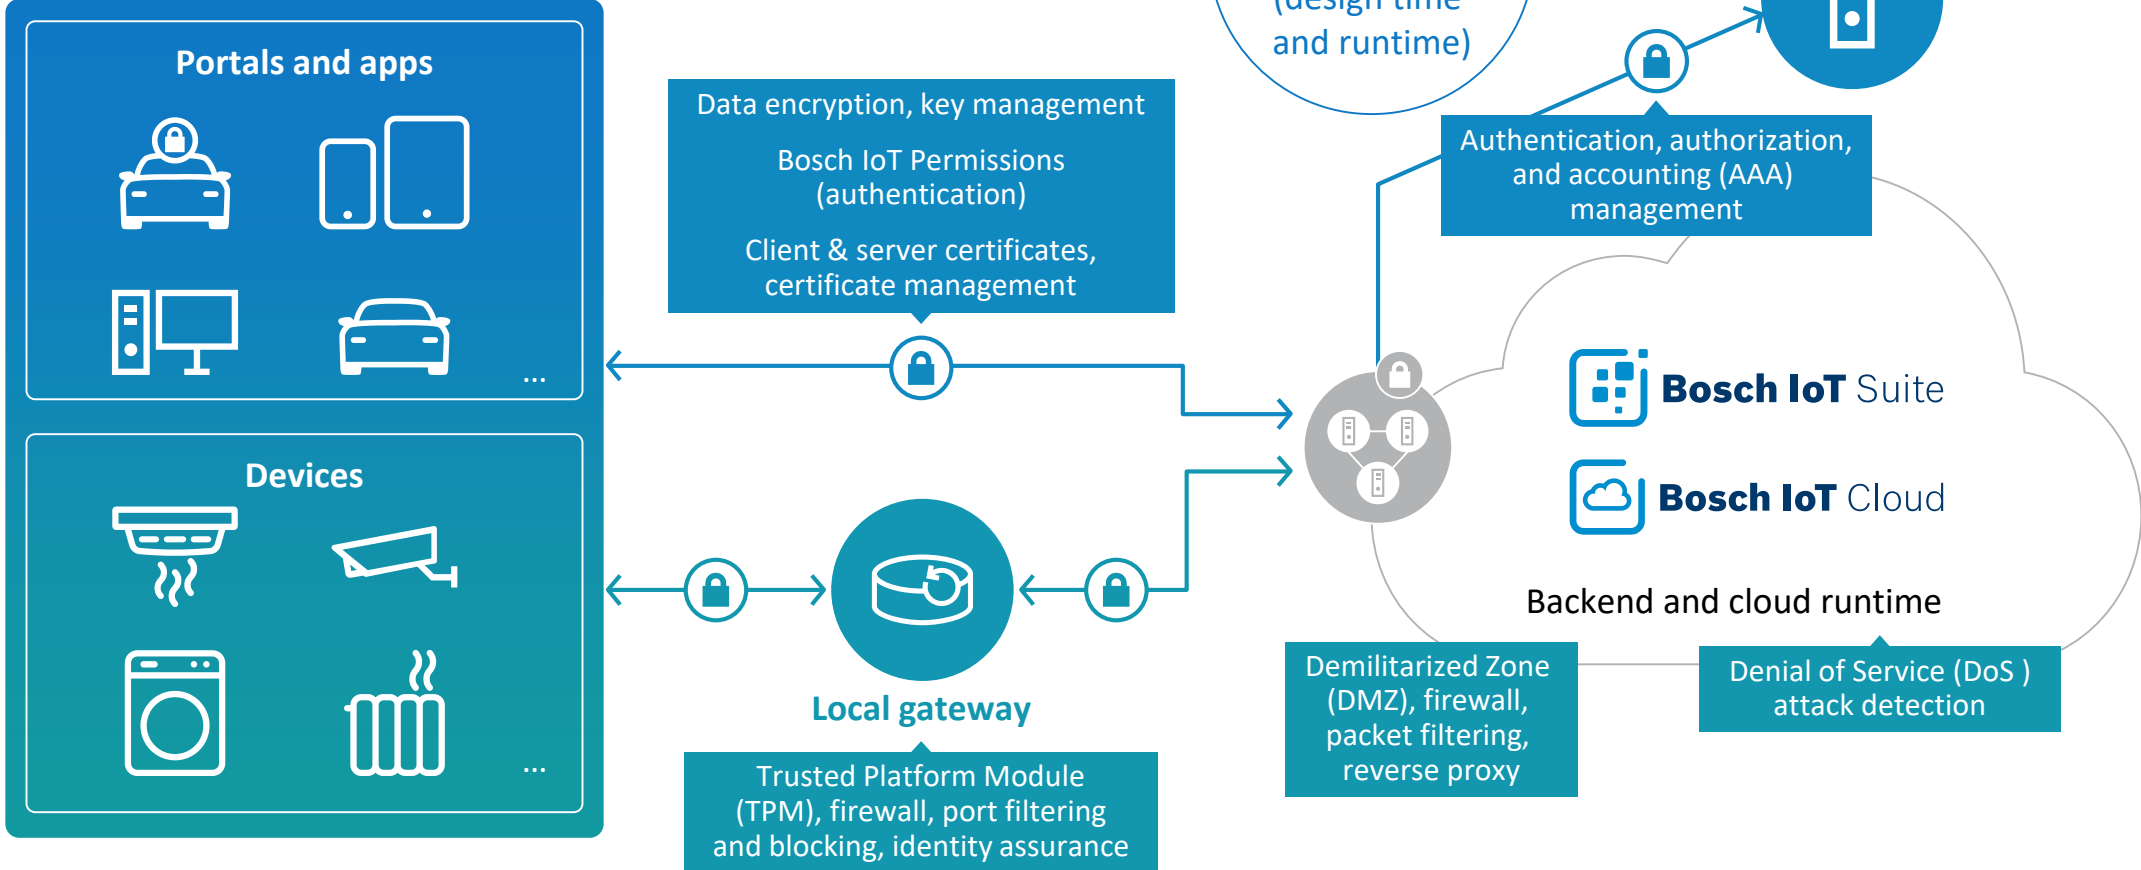 (design time
and runtime)
Portals and apps
...
Devices
...
Data encryption, key management
Bosch IoT Permissions
(authentication)
Client & server certificates,
certificate management
Authentication, authorization,
and accounting (AAA)
management
Bosch IoT Suite
Bosch IoT Cloud
Backend and cloud runtime
Local gateway
Trusted Platform Module
(TPM), firewall, port filtering
and blocking, identity assurance
Demilitarized Zone
(DMZ), firewall,
packet filtering,
reverse proxy
Denial of Service (DoS )
attack detection